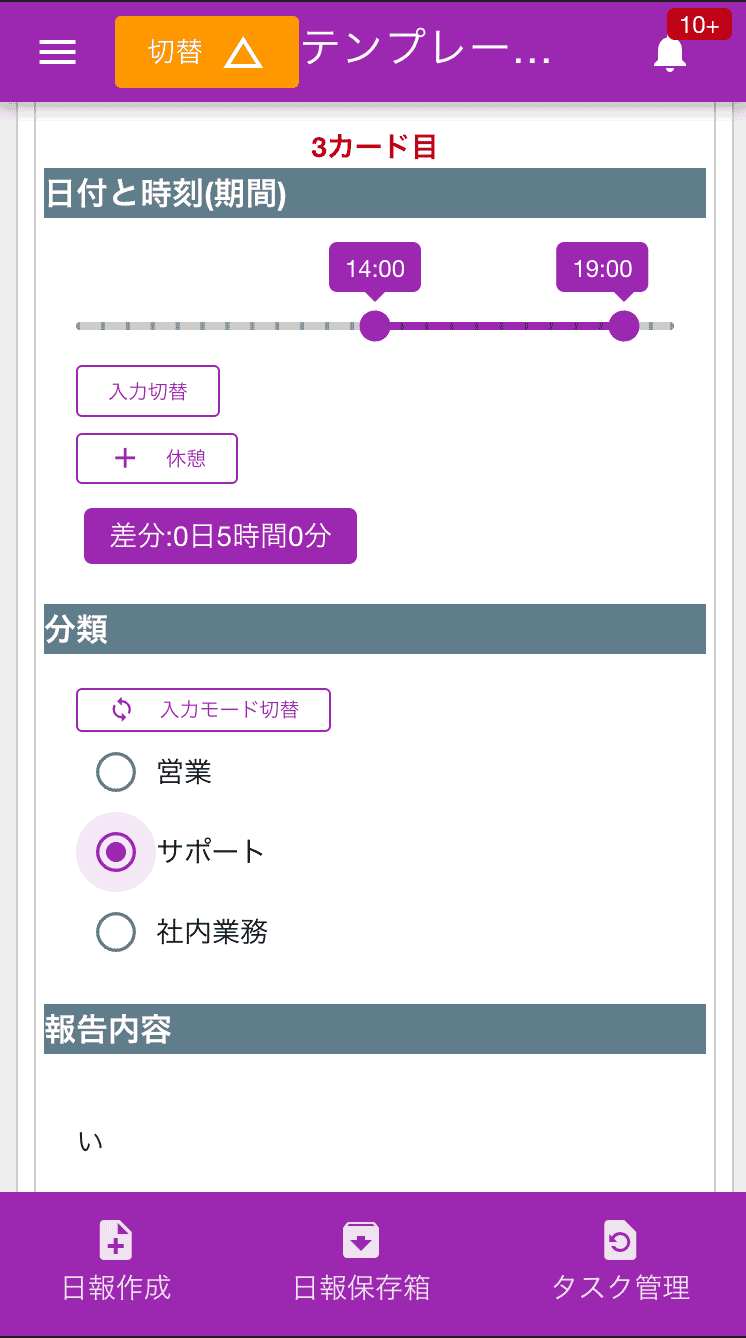 切替
テンプレー...
10+
3カード目
日付と時刻(期間)
14:00
19:00
入力切替
休憩
差分:0日5時間0分
分類
入力モード切替
営業
サポート
社内業務
報告内容
い
日報作成
日報保存箱
タスク管理